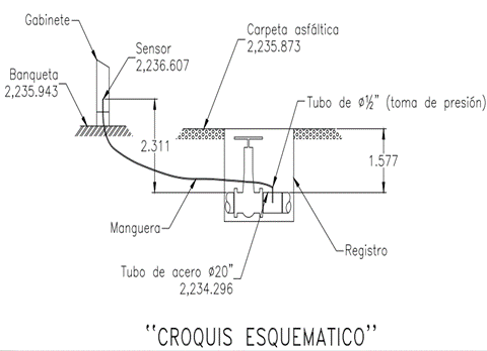 Gabinete
Sensor
2,236.607
Carpeta asfáltica
2,235.873
Banqueta
2,235.943
Tubo de ø½" (toma de presión)
2.311
1.577
Manguera
Registro
Tubo de acero ø20"
2,234.296
"CROQUIS ESQUEMATICO"